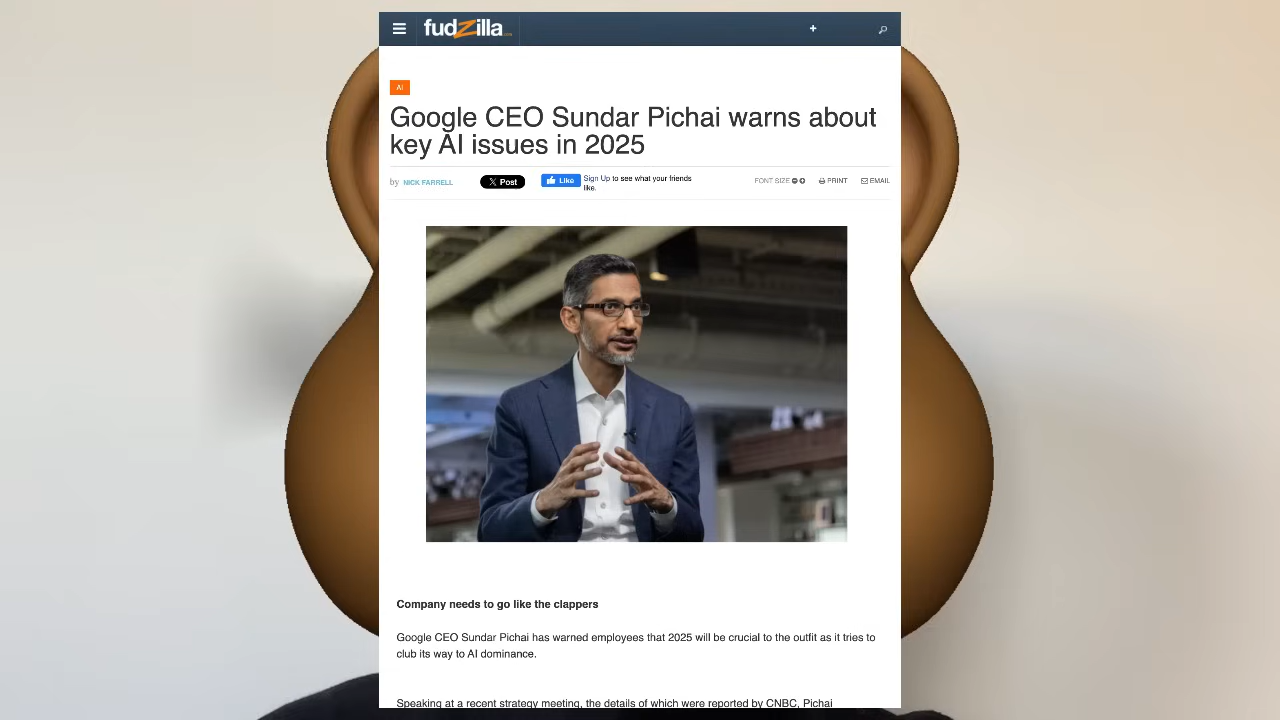 fudzilla
AI
Google CEO Sundar Pichai warns about
key AI issues in 2025
by NICK FARRELL
Post
Like
Sign Up to see what your friends
like.
FONT SIZE
PRINT
EMAIL
Company needs to go like the clappers
Google CEO Sundar Pichai has warned employees that 2025 will be crucial to the outfit as it tries to
club its way to AI dominance.
Speaking at a recent strategy meeting, the details of which were reported by CNBC, Pichai